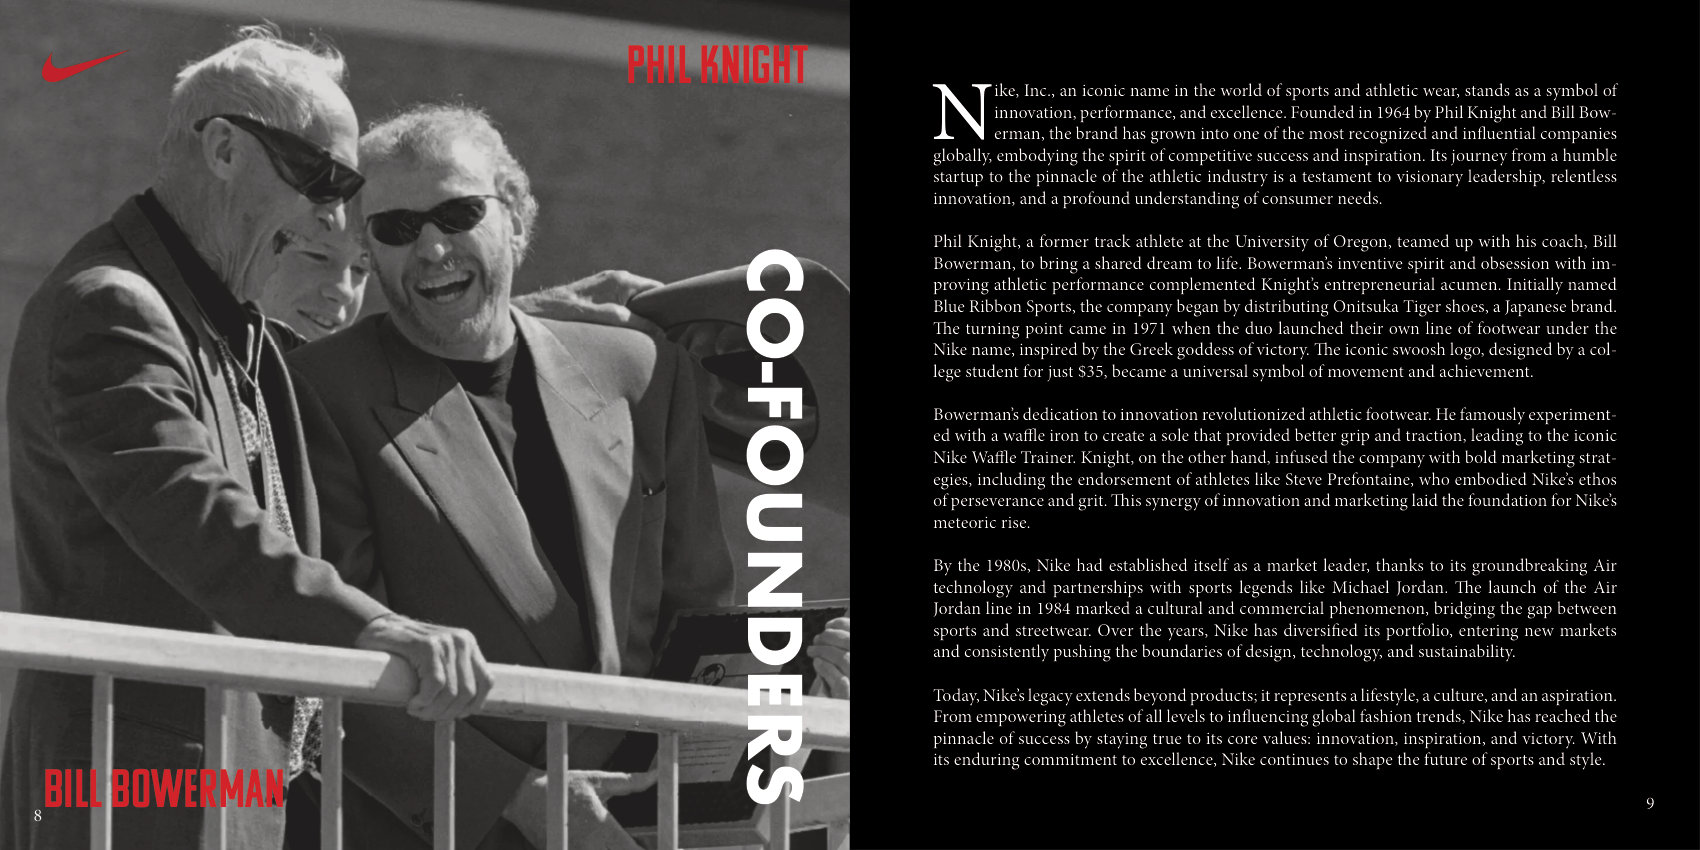 PHIL KNIGHT
CO-FOUNDERS
BILL BOWERMAN
8
Nike, Inc., an iconic name in the world of sports and athletic wear, stands as a symbol of
innovation, performance, and excellence. Founded in 1964 by Phil Knight and Bill Bow-
erman, the brand has grown into one of the most recognized and influential companies
globally, embodying the spirit of competitive success and inspiration. Its journey from a humble
startup to the pinnacle of the athletic industry is a testament to visionary leadership, relentless
innovation, and a profound understanding of consumer needs.
Phil Knight, a former track athlete at the University of Oregon, teamed up with his coach, Bill
Bowerman, to bring a shared dream to life. Bowerman's inventive spirit and obsession with im-
proving athletic performance complemented Knight's entrepreneurial acumen. Initially named
Blue Ribbon Sports, the company began by distributing Onitsuka Tiger shoes, a Japanese brand.
The turning point came in 1971 when the duo launched their own line of footwear under the
Nike name, inspired by the Greek goddess of victory. The iconic swoosh logo, designed by a col-
lege student for just $35, became a universal symbol of movement and achievement.
Bowerman's dedication to innovation revolutionized athletic footwear. He famously experiment-
ed with a waffle iron to create a sole that provided better grip and traction, leading to the iconic
Nike Waffle Trainer. Knight, on the other hand, infused the company with bold marketing strat-
egies, including the endorsement of athletes like Steve Prefontaine, who embodied Nike's ethos
of perseverance and grit. This synergy of innovation and marketing laid the foundation for Nike's
meteoric rise.
By the 1980s, Nike had established itself as a market leader, thanks to its groundbreaking Air
technology and partnerships with sports legends like Michael Jordan. The launch of the Air
Jordan line in 1984 marked a cultural and commercial phenomenon, bridging the gap between
sports and streetwear. Over the years, Nike has diversified its portfolio, entering new markets
and consistently pushing the boundaries of design, technology, and sustainability.
Today, Nike's legacy extends beyond products; it represents a lifestyle, a culture, and an aspiration.
From empowering athletes of all levels to influencing global fashion trends, Nike has reached the
pinnacle of success by staying true to its core values: innovation, inspiration, and victory. With
its enduring commitment to excellence, Nike continues to shape the future of sports and style.
9